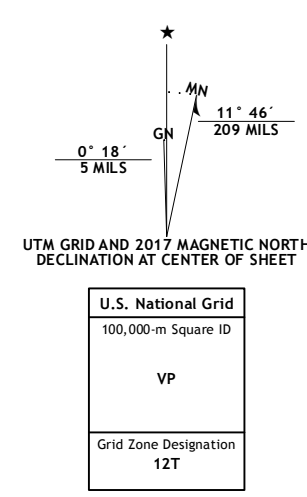 ★
MN
11° 46´
209 MILS
GN
0° 18´
5 MILS
UTM GRID AND 2017 MAGNETIC NORTH
DECLINATION AT CENTER OF SHEET
U.S. National Grid
100,000-m Square ID
VP
Grid Zone Designation
12T